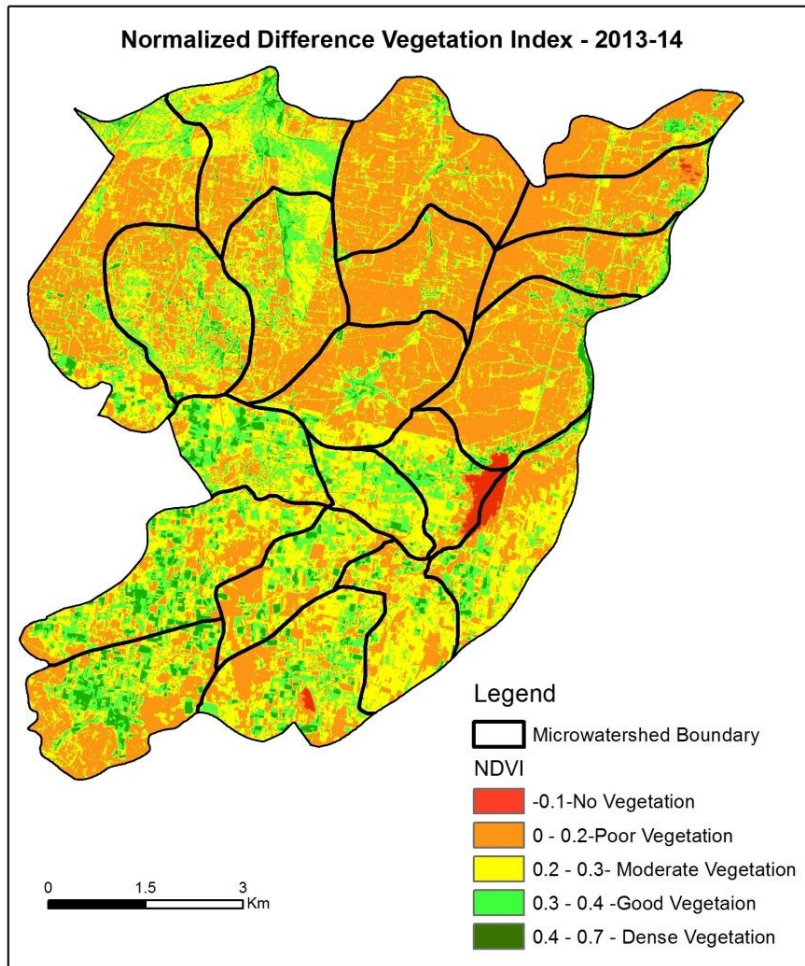 Normalized Difference Vegetation Index - 2013-14
Legend
Microwatershed Boundary
NDVI
-0.1-No Vegetation
0 - 0.2-Poor Vegetation
0.2 - 0.3- Moderate Vegetation
0.3 - 0.4 -Good Vegetaion
0.4 - 0.7 - Dense Vegetation
0 1.5 3
Km